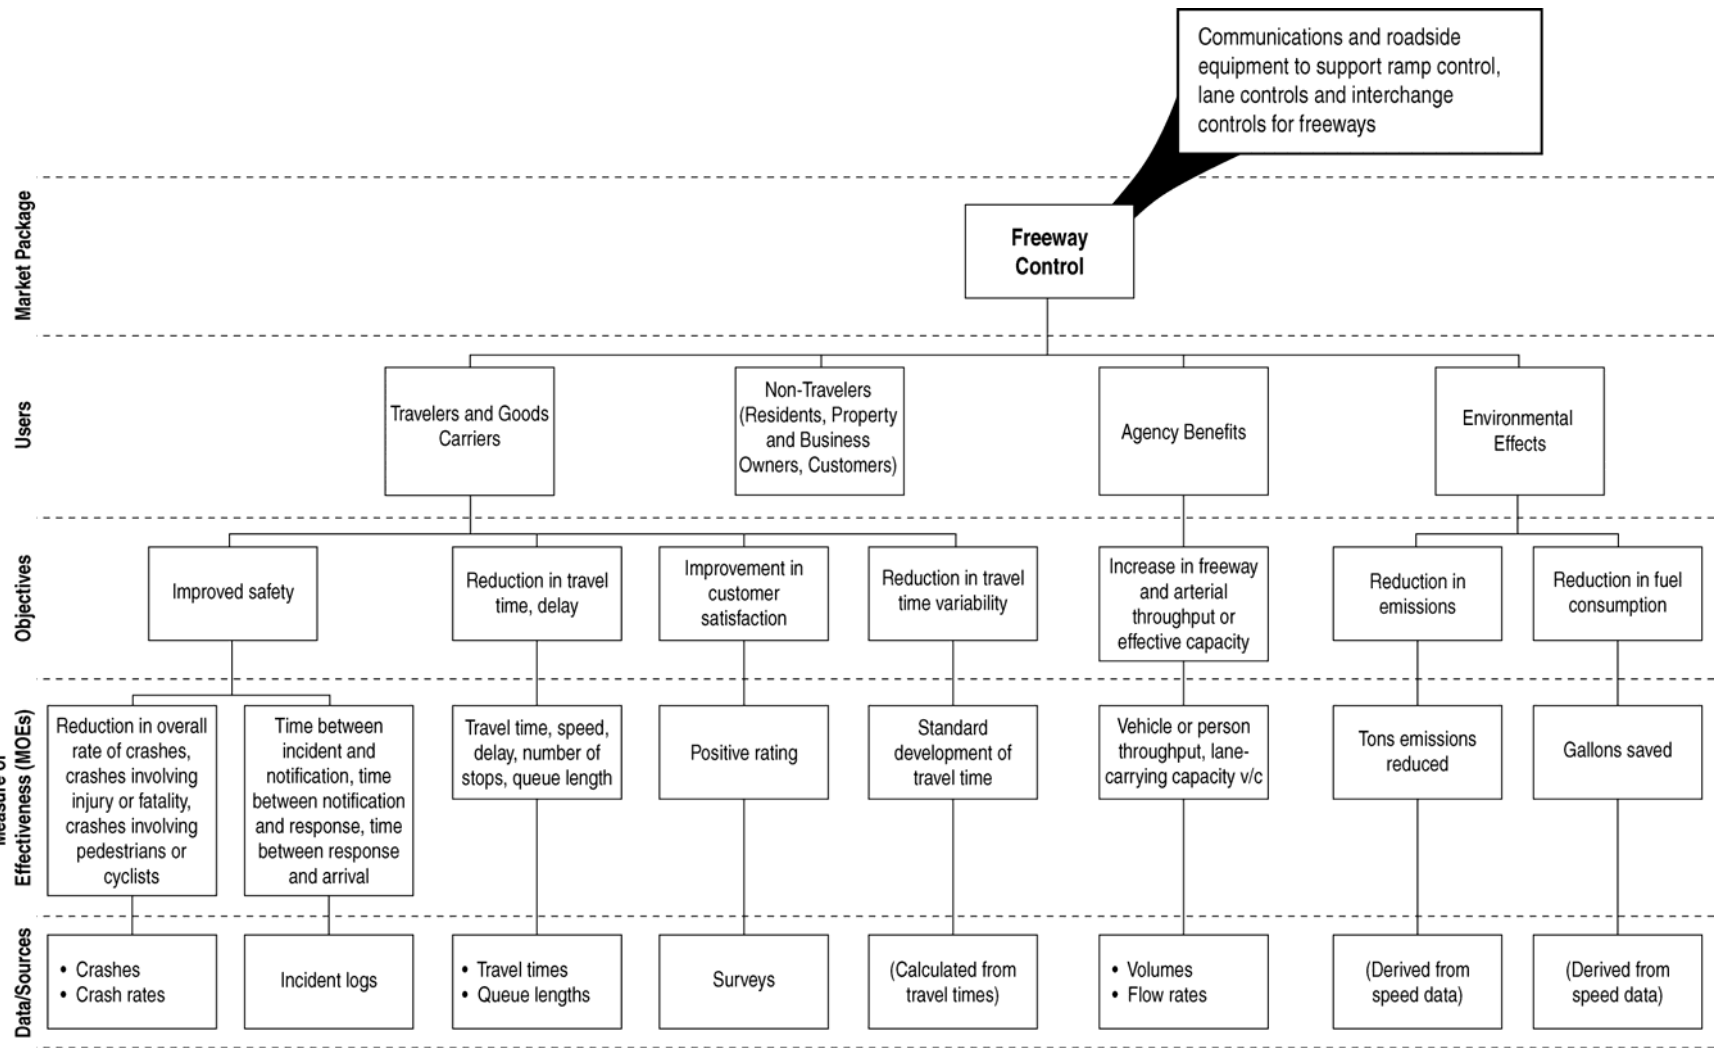 Communications and roadside
equipment to support ramp control,
lane controls and interchange
controls for freeways
Market Package
Freeway
Control
Users
Travelers and Goods
Carriers
Non-Travelers
(Residents, Property
and Business
Owners, Customers)
Agency Benefits
Environmental
Effects
Objectives
Improved safety
Reduction in travel
time, delay
Improvement in
customer
satisfaction
Reduction in travel
time variability
Increase in freeway
and arterial
throughput or
effective capacity
Reduction in
emissions
Reduction in fuel
consumption
Measure of
Effectiveness (MOEs)
Reduction in overall
rate of crashes,
crashes involving
injury or fatality,
crashes involving
pedestrians or
cyclists
Time between
incident and
notification, time
between notification
and response, time
between response
and arrival
Travel time, speed,
delay, number of
stops, queue length
Positive rating
Standard
development of
travel time
Vehicle or person
throughput, lane-
carrying capacity v/c
Tons emissions
reduced
Gallons saved
Data/Sources
• Crashes
• Crash rates
Incident logs
• Travel times
• Queue lengths
Surveys
(Calculated from
travel times)
• Volumes
• Flow rates
(Derived from
speed data)
(Derived from
speed data)